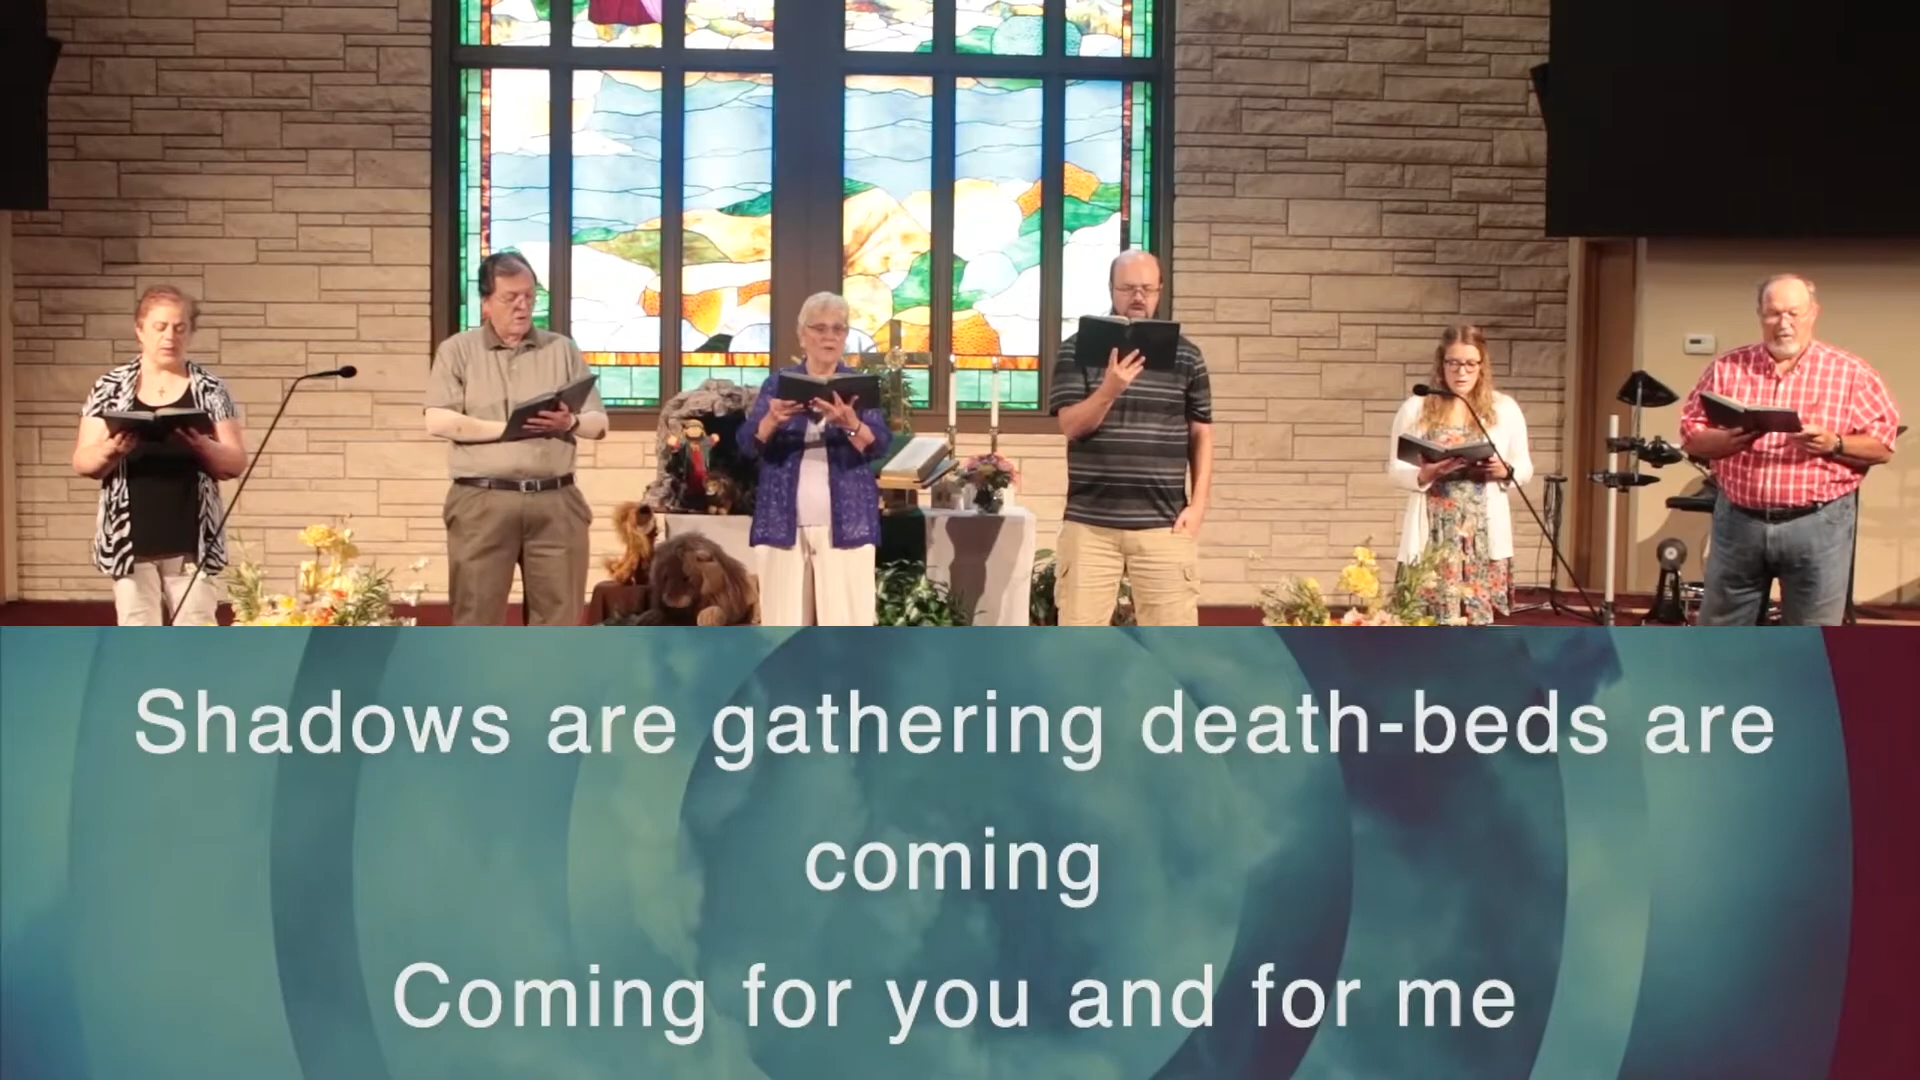 Shadows are gathering death-beds are
coming
Coming for you and for me